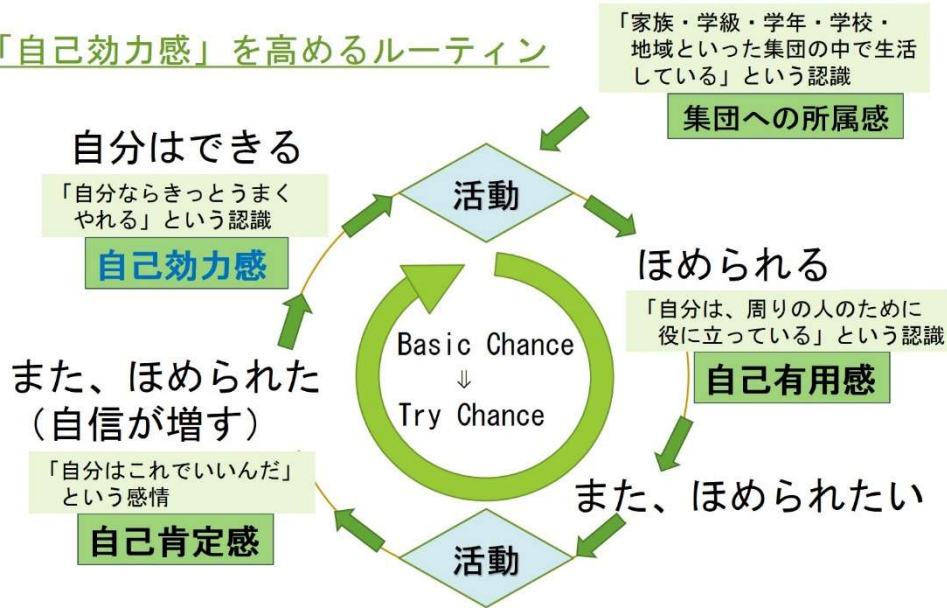 「自己効力感」を高めるルーティン
「家族・学級・学年・学校・
地域といった集団の中で生活
している」という認識
集団への所属感
活動
ほめられる
「自分は、周りの人のために
役に立っている」という認識
自己有用感
また、ほめられたい
活動
また、ほめられた
（自信が増す）
「自分はこれでいいんだ」
という感情
自己肯定感
自分はできる
「自分ならきっとうまく
やれる」という認識
自己効力感
Basic Chance
⇓
Try Chance